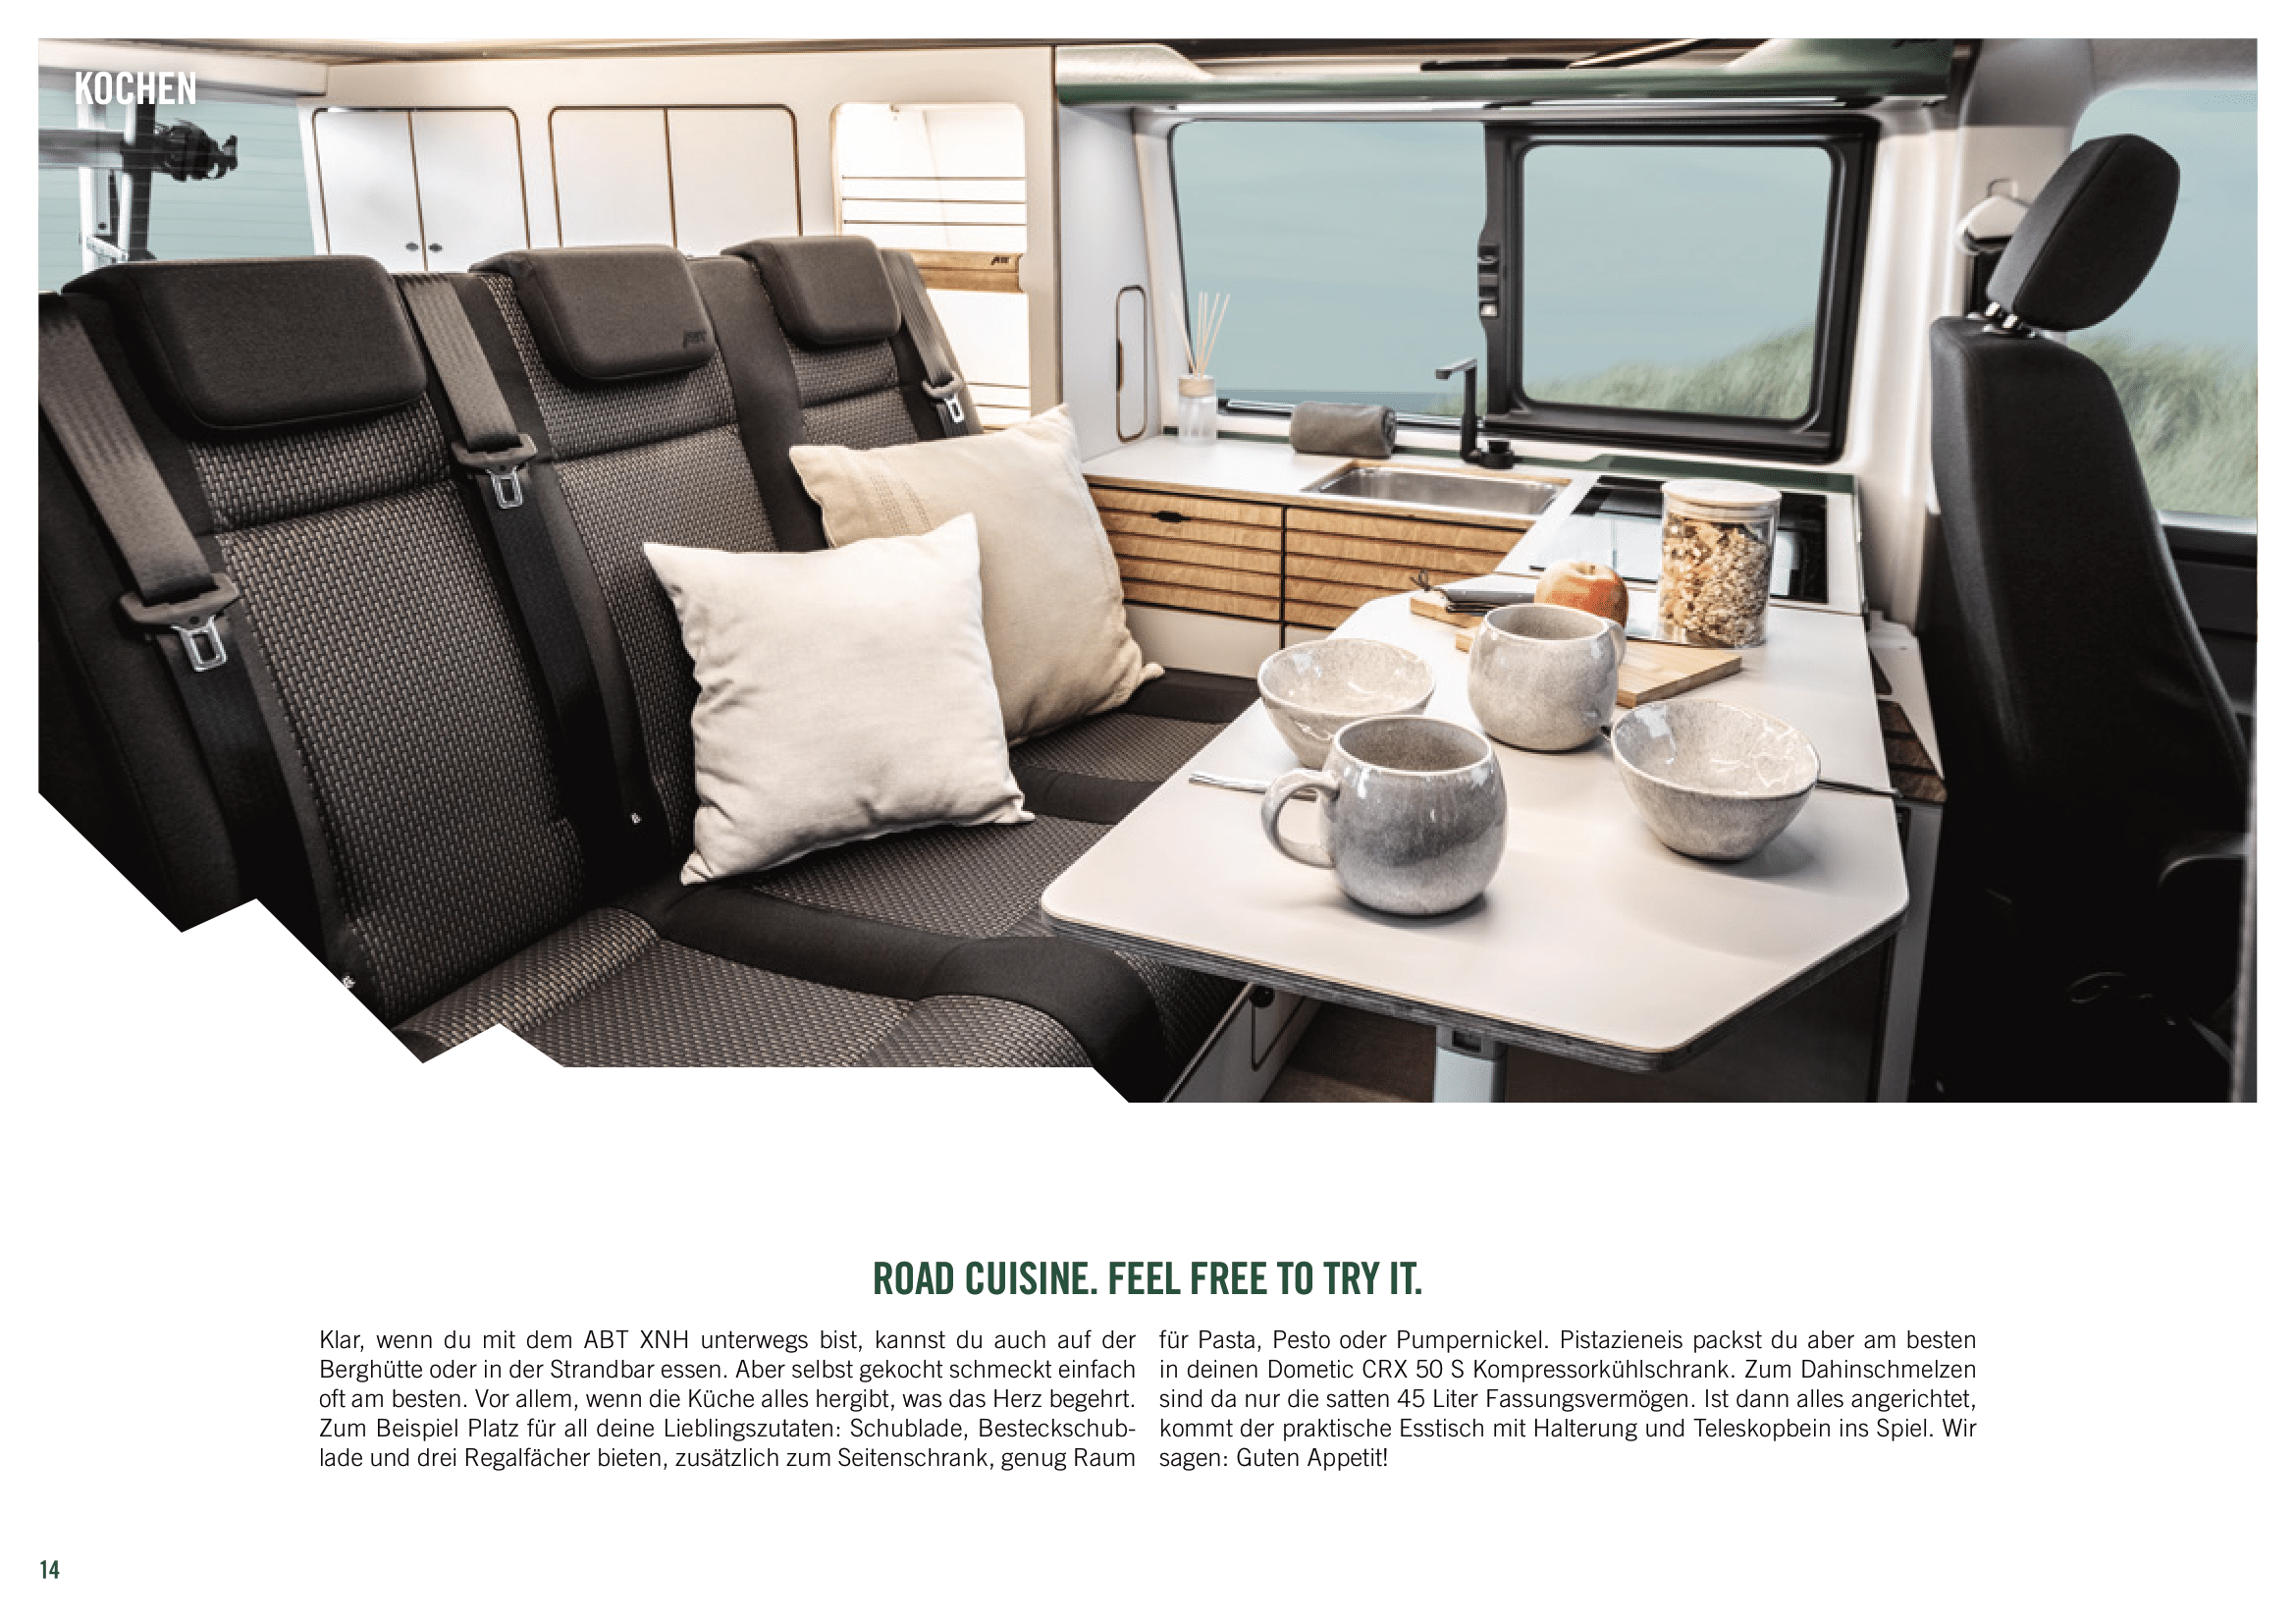 KOCHEN
ROAD CUISINE. FEEL FREE TO TRY IT.
Klar, wenn du mit dem ABT XNH unterwegs bist, kannst du auch auf der
Berghütte oder in der Strandbar essen. Aber selbst gekocht schmeckt einfach
oft am besten. Vor allem, wenn die Küche alles hergibt, was das Herz begehrt.
Zum Beispiel Platz für all deine Lieblingszutaten: Schublade, Besteckschub-
lade und drei Regalfächer bieten, zusätzlich zum Seitenschrank, genug Raum
für Pasta, Pesto oder Pumpernickel. Pistazieneis packst du aber am besten
in deinen Dometic CRX 50 S Kompressorkühlschrank. Zum Dahinschmelzen
sind da nur die satten 45 Liter Fassungsvermögen. Ist dann alles angerichtet,
kommt der praktische Esstisch mit Halterung und Teleskopbein ins Spiel. Wir
sagen: Guten Appetit!
14